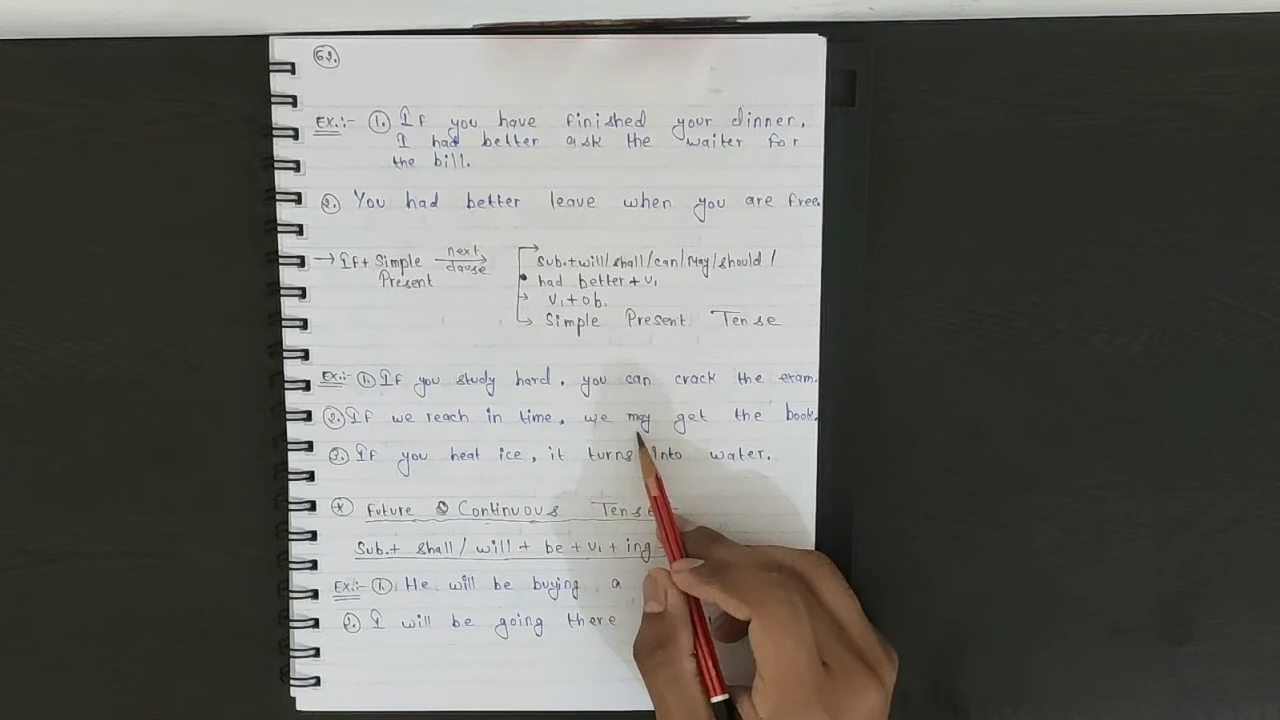 62.
Ex.:- 1. If you have finished your dinner,
I had better ask the waiter for
the bill.
2. You had better leave when you are free.
→ If + Simple Present next clause → Sub. + will/shall/can/may/should/
had better + V₁
→ V₁ + ob.
→ Simple Present Tense
Ex:- 1. If you study hard, you can crack the exam.
2. If we reach in time, we may get the book.
3. If you heat ice, it turns into water.
* Future Continuous Tense:-
Sub. + shall/will + be + V₁ + ing
Ex:- 1. He will be buying a
2. I will be going there